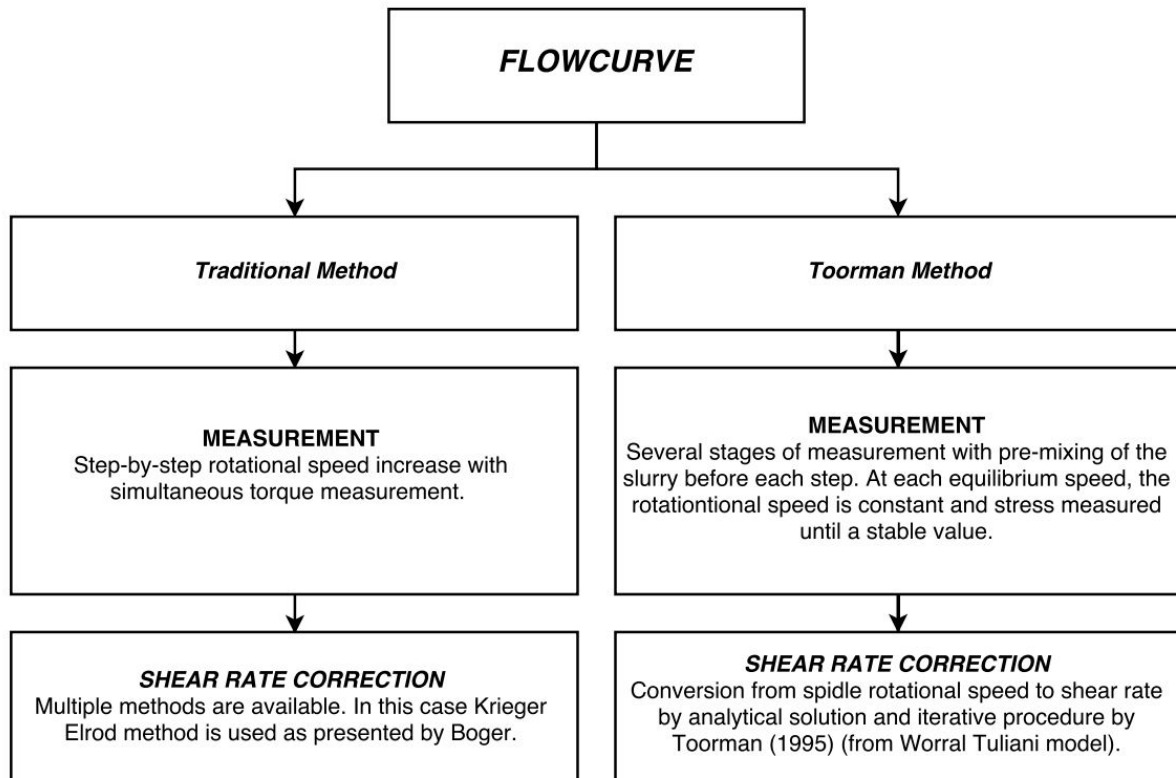 FLOWCURVE
Traditional Method
Toorman Method
MEASUREMENT
Step-by-step rotational speed increase with
simultaneous torque measurement.
MEASUREMENT
Several stages of measurement with pre-mixing of the
slurry before each step. At each equilibrium speed, the
rotationtional speed is constant and stress measured
until a stable value.
SHEAR RATE CORRECTION
Multiple methods are available. In this case Krieger
Elrod method is used as presented by Boger.
SHEAR RATE CORRECTION
Conversion from spidle rotational speed to shear rate
by analytical solution and iterative procedure by
Toorman (1995) (from Worral Tuliani model).